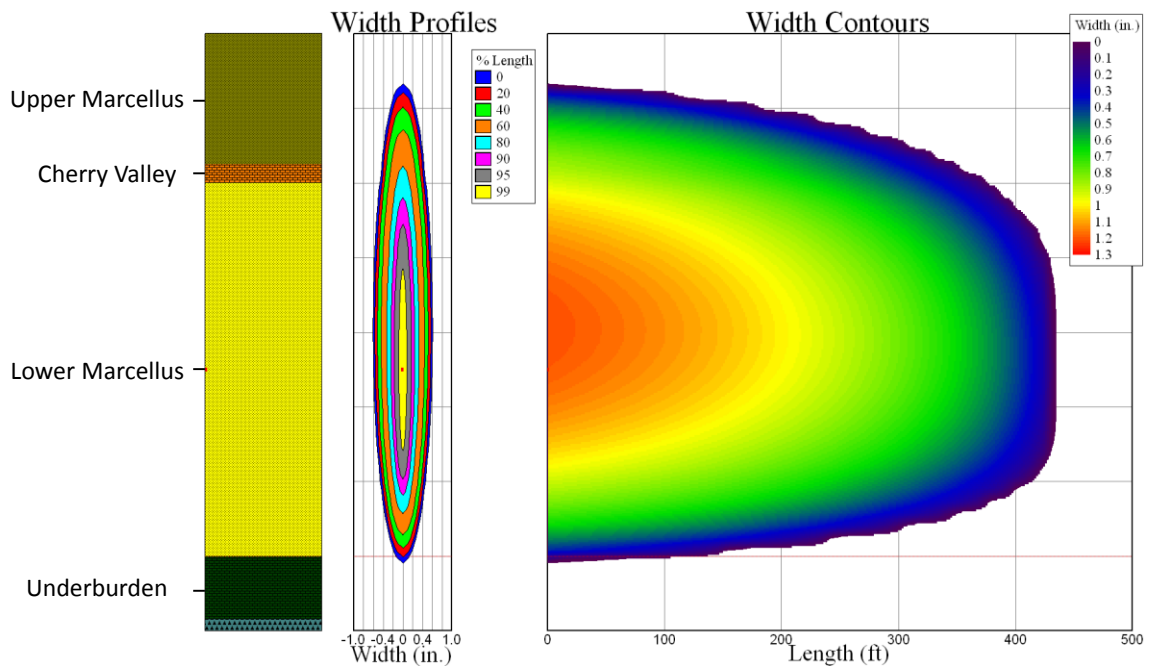 Width Profiles
Width Contours
Upper Marcellus
Cherry Valley
Lower Marcellus
Underburden
% Length
0
20
40
60
80
90
95
99
Width (in.)
0
0.1
0.2
0.3
0.4
0.5
0.6
0.7
0.8
0.9
1
1.1
1.2
1.3
-1.0 -0.4 0 0.4 1.0
Width (in.)
0 100 200 300 400 500
Length (ft)